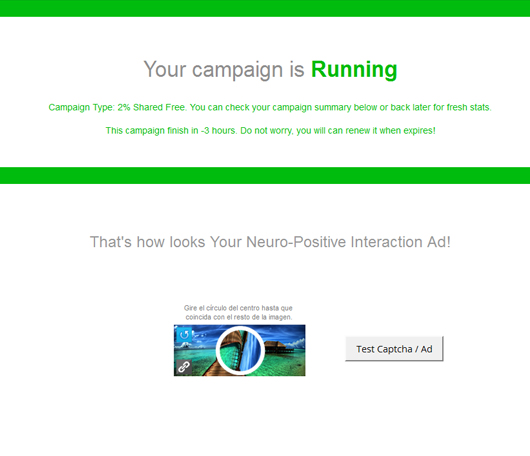 Your campaign is Running
Campaign Type: 2% Shared Free. You can check your campaign summary below or back later for fresh stats.
This campaign finish in -3 hours. Do not worry, you will can renew it when expires!
That's how looks Your Neuro-Positive Interaction Ad!
Gire el círculo del centro hasta que
coincida con el resto de la imagen.
Test Captcha / Ad